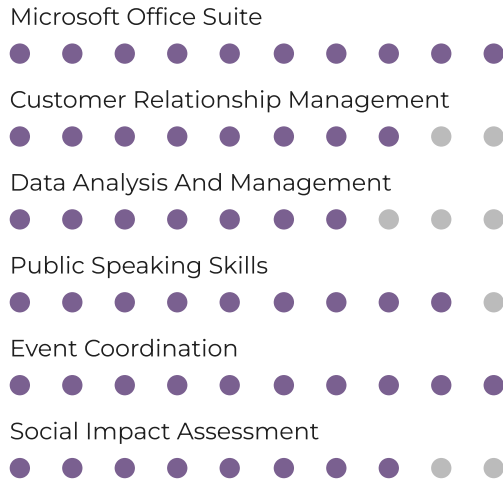 Microsoft Office Suite
Customer Relationship Management
Data Analysis And Management
Public Speaking Skills
Event Coordination
Social Impact Assessment